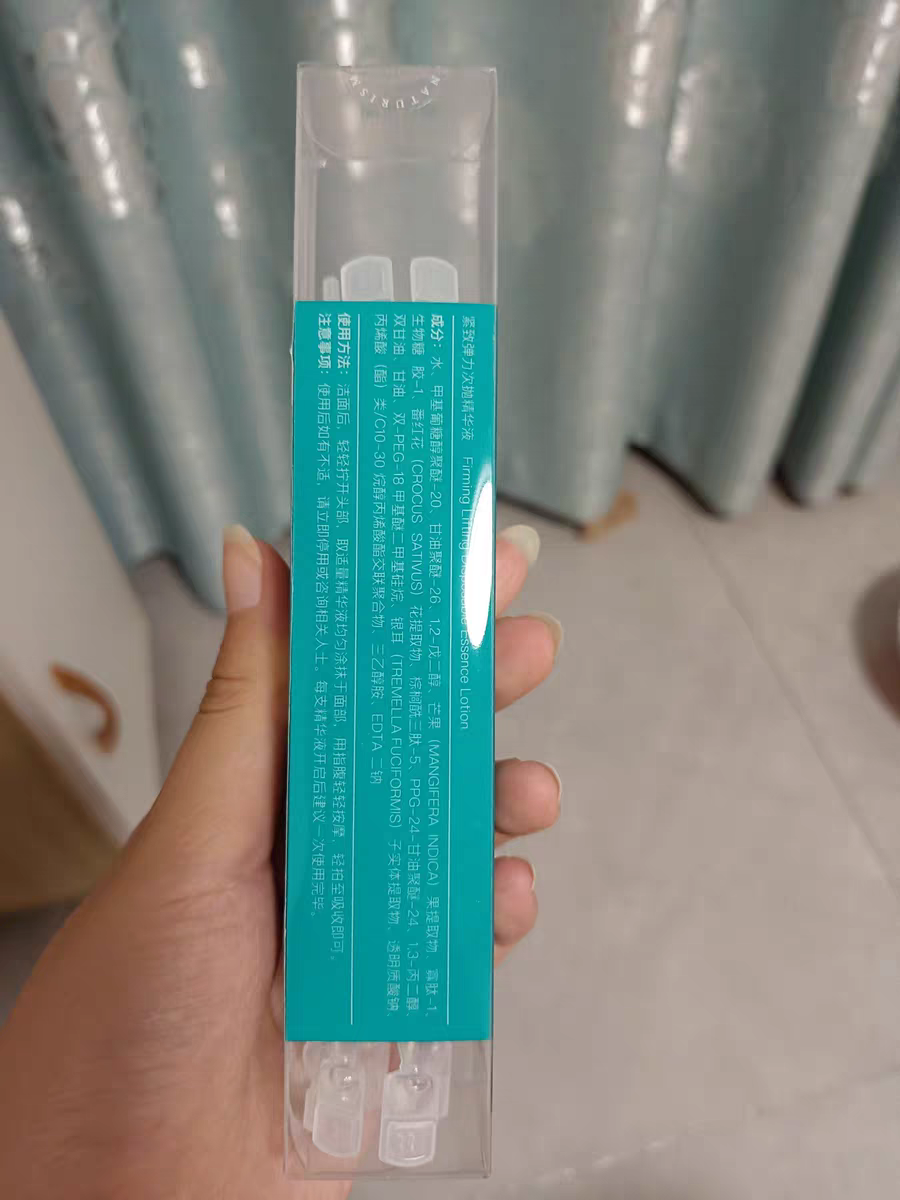 NATURISM
紧致弹力次抛精华液 Firming Lifting Disposable Essence Lotion
成分：水、甲基葡糖醇聚醚-20、甘油聚醚-26、1,2-戊二醇、芒果（MANGIFERA INDICA）果提取物、寡肽-1、
生物糖 胶-1、番红花（CROCUS SATIVUS）花提取物、棕榈酰三肽-5、PPG-24-甘油聚醚-24、1,3-丙二醇、
双甘油、甘油、双-PEG-18 甲基醚二甲基硅烷、银耳（TREMELLA FUCIFORMIS）子实体提取物、透明质酸钠、
丙烯酸（酯）类/C10-30 烷醇丙烯酸酯交联聚合物、三乙醇胺、EDTA 二钠
使用方法：洁面后，轻轻拧开头部，取适量精华液均匀涂抹于面部，用指腹轻轻按摩，轻拍至吸收即可。
注意事项：使用后如有不适，请立即停用或咨询相关人士。每支精华液开启后建议一次使用完毕。